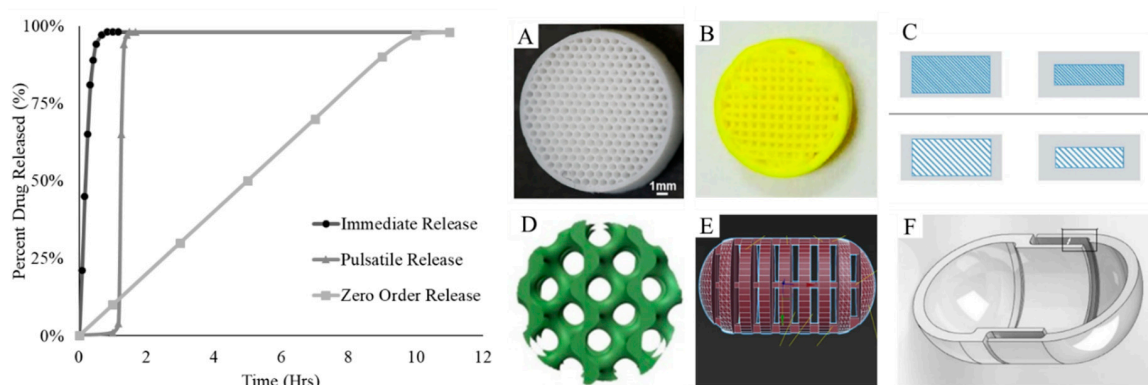 100%
75%
50%
25%
0%
Percent Drug Released (%)
Immediate Release
Pulsatile Release
Zero Order Release
0 2 4 6 8 10 12
Time (Hrs)
A
1mm
B
C
D
E
F